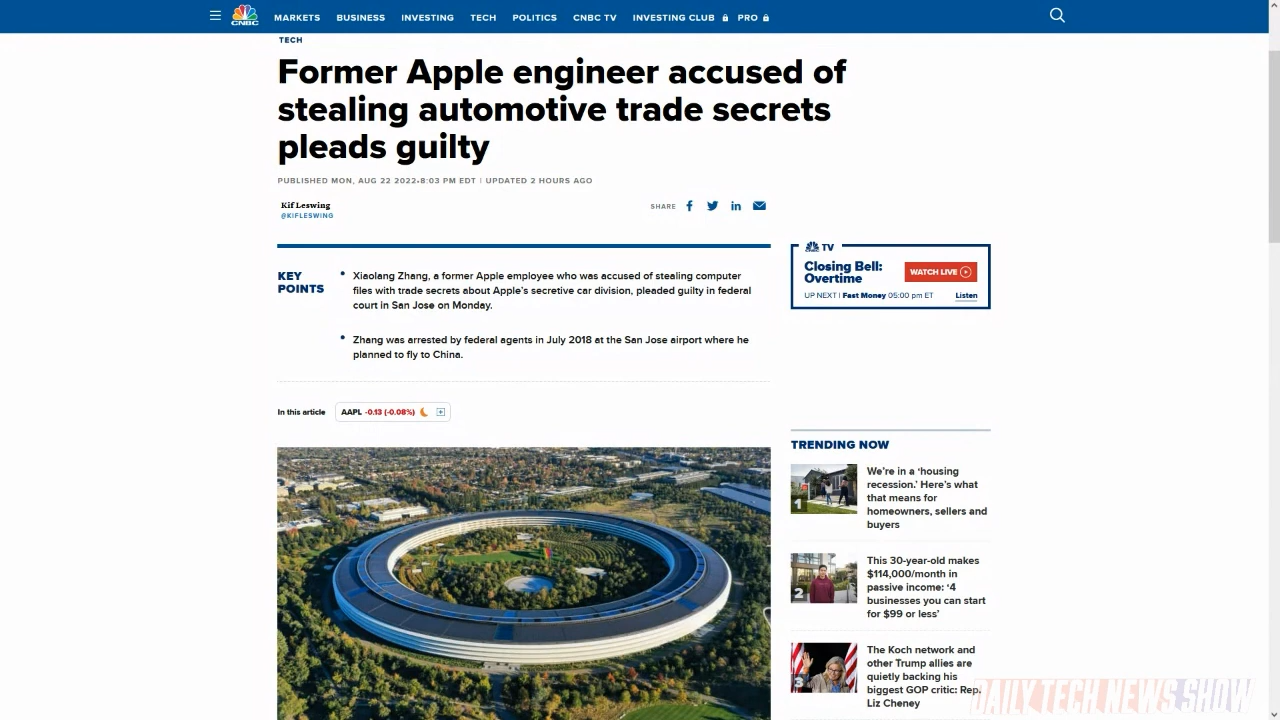 CNBC
MARKETS BUSINESS INVESTING TECH POLITICS CNBC TV INVESTING CLUB PRO
TECH
Former Apple engineer accused of
stealing automotive trade secrets
pleads guilty
PUBLISHED MON, AUG 22 2022•8:03 PM EDT | UPDATED 2 HOURS AGO
Kif Leswing
@KIFLESWING
SHARE
KEY
POINTS
Xiaolang Zhang, a former Apple employee who was accused of stealing computer
files with trade secrets about Apple's secretive car division, pleaded guilty in federal
court in San Jose on Monday.
Zhang was arrested by federal agents in July 2018 at the San Jose airport where he
planned to fly to China.
In this article AAPL -0.13 (-0.08%)
TV
Closing Bell:
Overtime
WATCH LIVE
UP NEXT | Fast Money 05:00 pm ET Listen
TRENDING NOW
1
We're in a ‘housing
recession.’ Here's what
that means for
homeowners, sellers and
buyers
2
This 30-year-old makes
$114,000/month in
passive income: ‘4
businesses you can start
for $99 or less’
3
The Koch network and
other Trump allies are
quietly backing his
biggest GOP critic: Rep.
Liz Cheney
DAILY TECH NEWS SHOW